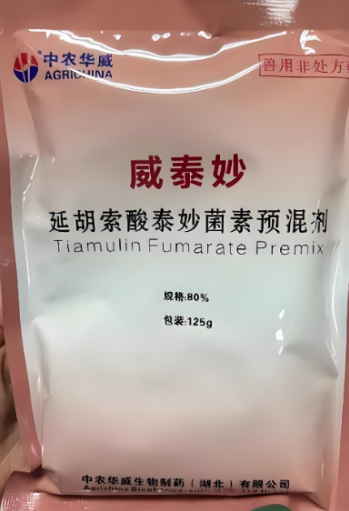 中农华威
AGRICHINA
兽用非处方
威泰妙
延胡索酸泰妙菌素预混剂
Tiamulin Fumarate Premix
规格:80%
包装:125g
中农华威生物制药（湖北）有限公司